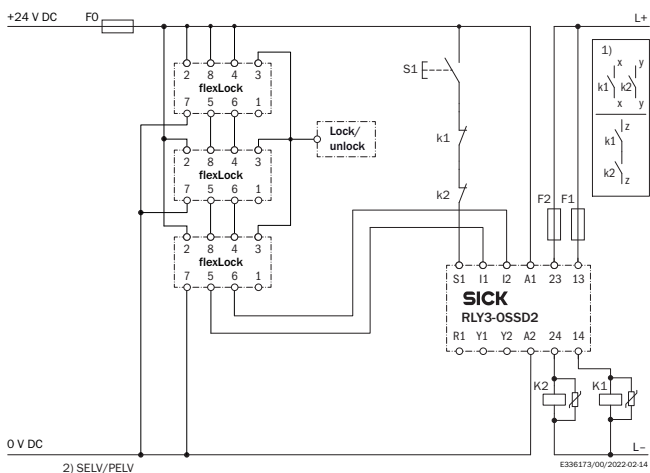 +24 V DC F0 L+
2 8 4 3
flexLock
7 5 6 1
2 8 4 3
flexLock
7 5 6 1
2 8 4 3
flexLock
7 5 6 1
Lock/
unlock
S1
k1
k2
F2 F1
1)
x y
k1 k2
x y
z
k1
k2
z
S1 I1 I2 A1 23 13
SICK
RLY3-OSSD2
R1 Y1 Y2 A2 24 14
K2 K1
0 V DC L–
2) SELV/PELV
E336173/00/2022-02-14